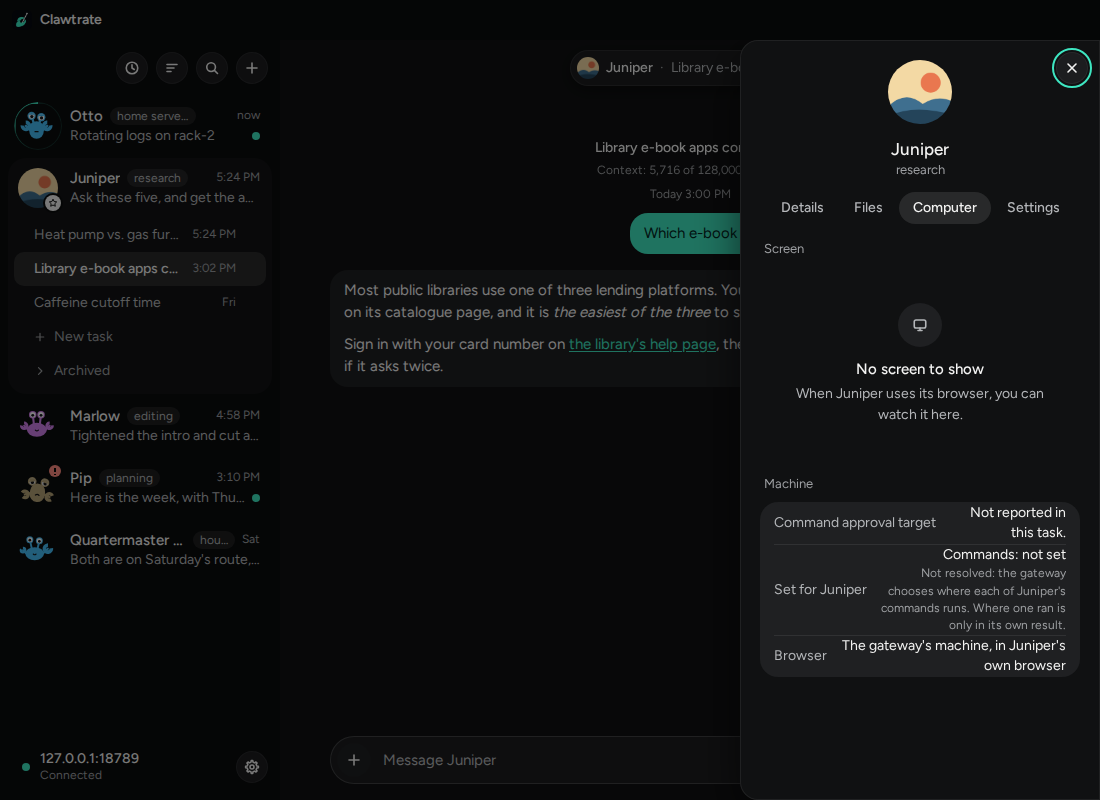 Clawtrate
Otto home serve... now
Rotating logs on rack-2
Juniper research 5:24 PM
Ask these five, and get the a...
Heat pump vs. gas fur... 5:24 PM
Library e-book apps c... 3:02 PM
Caffeine cutoff time Fri
+ New task
Archived
Marlow editing 4:58 PM
Tightened the intro and cut a...
Pip planning 3:10 PM
Here is the week, with Thu...
Quartermaster ... hou... Sat
Both are on Saturday's route,...
127.0.0.1:18789
Connected
Juniper · Library e-bo
Library e-book apps con
Context: 5,716 of 128,000
Today 3:00 PM
Which e-book
Most public libraries use one of three lending platforms. You
on its catalogue page, and it is the easiest of the three to s
Sign in with your card number on the library's help page, the
if it asks twice.
Message Juniper
Juniper
research
Details Files Computer Settings
Screen
No screen to show
When Juniper uses its browser, you can
watch it here.
Machine
Command approval target Not reported in
this task.
Set for Juniper Commands: not set
Not resolved: the gateway
chooses where each of Juniper's
commands runs. Where one ran is
only in its own result.
Browser The gateway's machine, in Juniper's
own browser